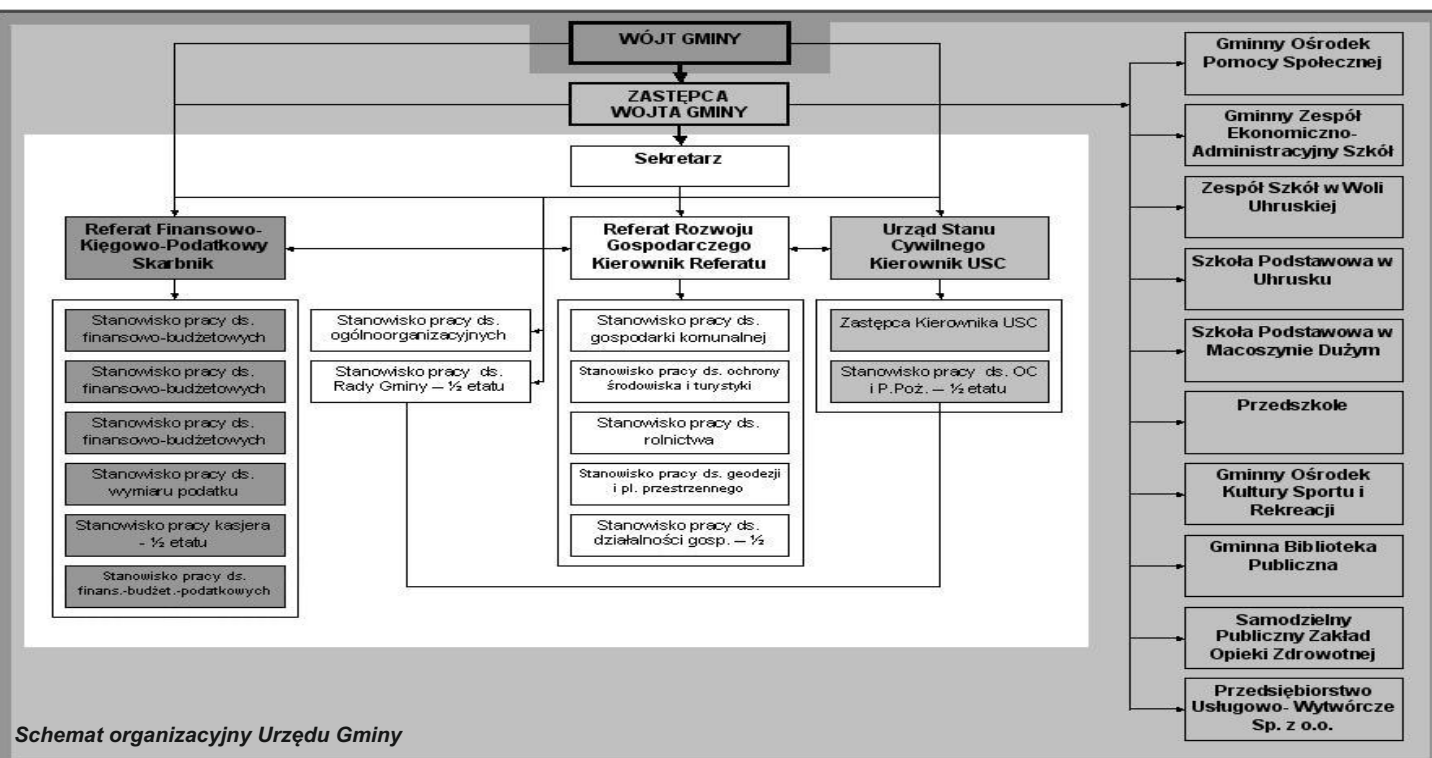 WÓJT GMINY
ZASTĘPCA
WOJTA GMINY
Sekretarz
Referat Finansowo-
Kięgowo-Podatkowy
Skarbnik
Referat Rozwoju
Gospodarczego
Kierownik Referatu
Urząd Stanu
Cywilnego
Kierownik USC
Stanowisko pracy ds.
finansowo-budżetowych
Stanowisko pracy ds.
finansowo-budżetowych
Stanowisko pracy ds.
finansowo-budżetowych
Stanowisko pracy ds.
wymiaru podatku
Stanowisko pracy kasjera
- ½ etatu
Stanowisko pracy ds.
finans.-budżet.-podatkowych
Stanowisko pracy ds.
ogólnoorganizacyjnych
Stanowisko pracy ds.
Rady Gminy – ½ etatu
Stanowisko pracy ds.
gospodarki komunalnej
Stanowisko pracy ds. ochrony
środowiska i turystyki
Stanowisko pracy ds.
rolnictwa
Stanowisko pracy ds. geodezji
i pl. przestrzennego
Stanowisko pracy ds.
działalności gosp. – ½
Zastępca Kierownika USC
Stanowisko pracy ds. OC
i P.Poż. – ½ etatu
Gminny Ośrodek
Pomocy Społecznej
Gminny Zespół
Ekonomiczno-
Administracyjny Szkół
Zespół Szkół w Woli
Uhruskiej
Szkoła Podstawowa w
Uhrusku
Szkoła Podstawowa w
Macoszynie Dużym
Przedszkole
Gminny Ośrodek
Kultury Sportu i
Rekreacji
Gminna Biblioteka
Publiczna
Samodzielny
Publiczny Zakład
Opieki Zdrowotnej
Przedsiębiorstwo
Usługowo- Wytwórcze
Sp. z o.o.
Schemat organizacyjny Urzędu Gminy